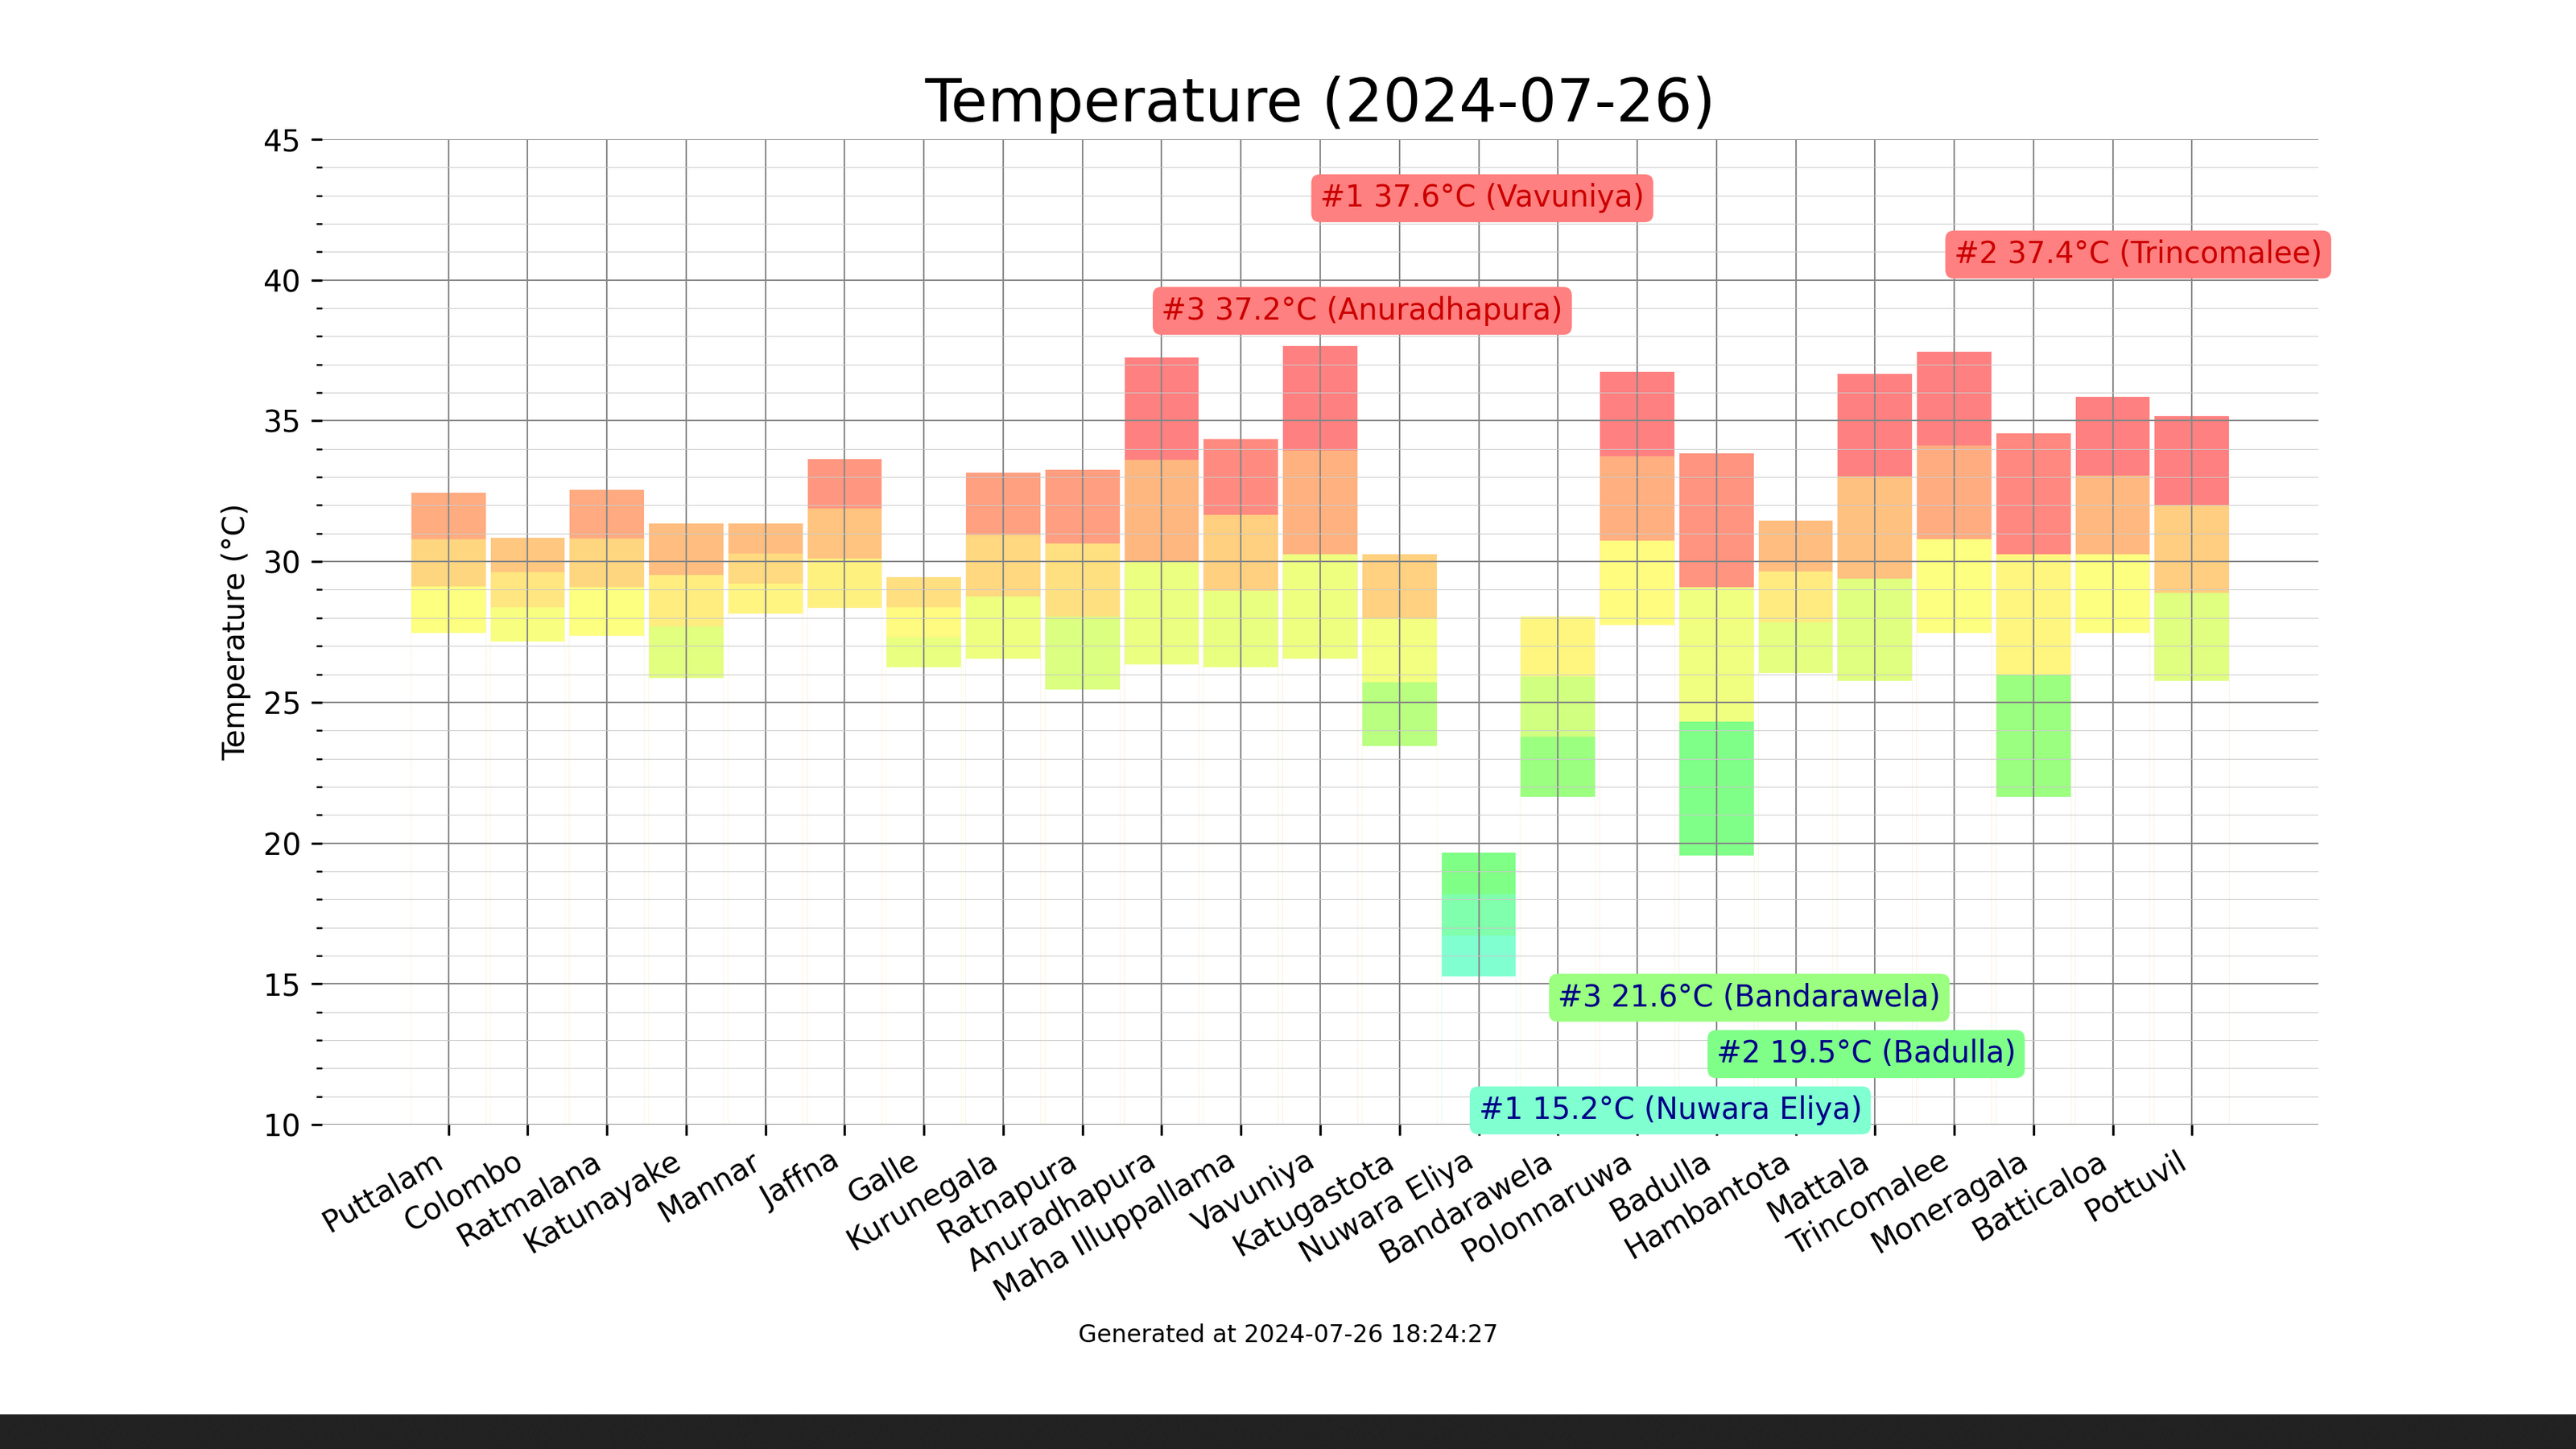 Temperature (2024-07-26)
45
40
35
30
25
20
15
10
Temperature (°C)
#1 37.6°C (Vavuniya)
#2 37.4°C (Trincomalee)
#3 37.2°C (Anuradhapura)
#3 21.6°C (Bandarawela)
#2 19.5°C (Badulla)
#1 15.2°C (Nuwara Eliya)
Puttalam
Colombo
Ratmalana
Katunayake
Mannar
Jaffna
Galle
Kurunegala
Ratnapura
Anuradhapura
Maha Illuppallama
Vavuniya
Katugastota
Nuwara Eliya
Bandarawela
Polonnaruwa
Badulla
Hambantota
Mattala
Trincomalee
Moneragala
Batticaloa
Pottuvil
Generated at 2024-07-26 18:24:27